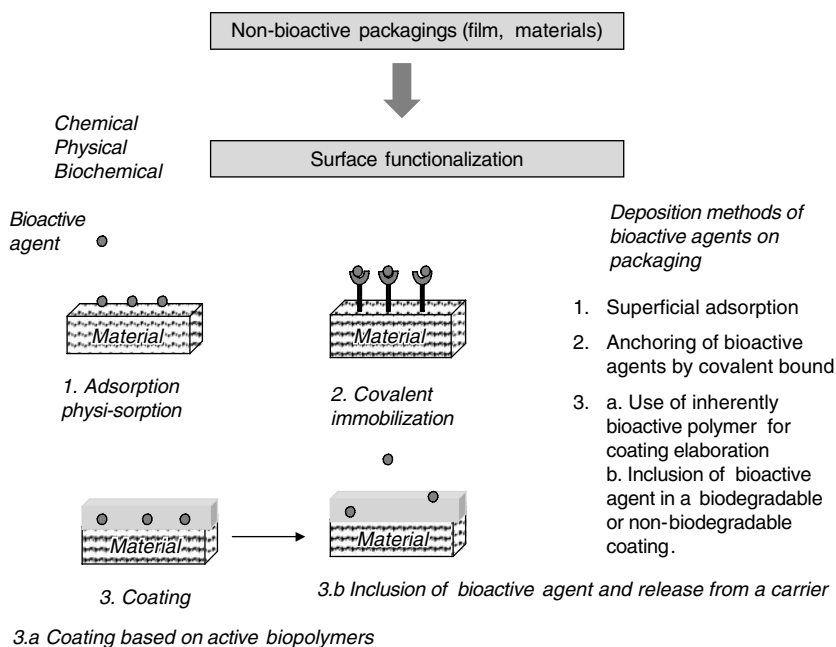 Non-bioactive packagings (film, materials)
Chemical
Physical
Biochemical
Surface functionalization
Bioactive
agent
Material
1. Adsorption
physi-sorption
Material
2. Covalent
immobilization
Deposition methods of
bioactive agents on
packaging
1. Superficial adsorption
2. Anchoring of bioactive
agents by covalent bound
3. a. Use of inherently
bioactive polymer for
coating elaboration
b. Inclusion of bioactive
agent in a biodegradable
or non-biodegradable
coating.
Material
3. Coating
Material
3.b Inclusion of bioactive agent and release from a carrier
3.a Coating based on active biopolymers